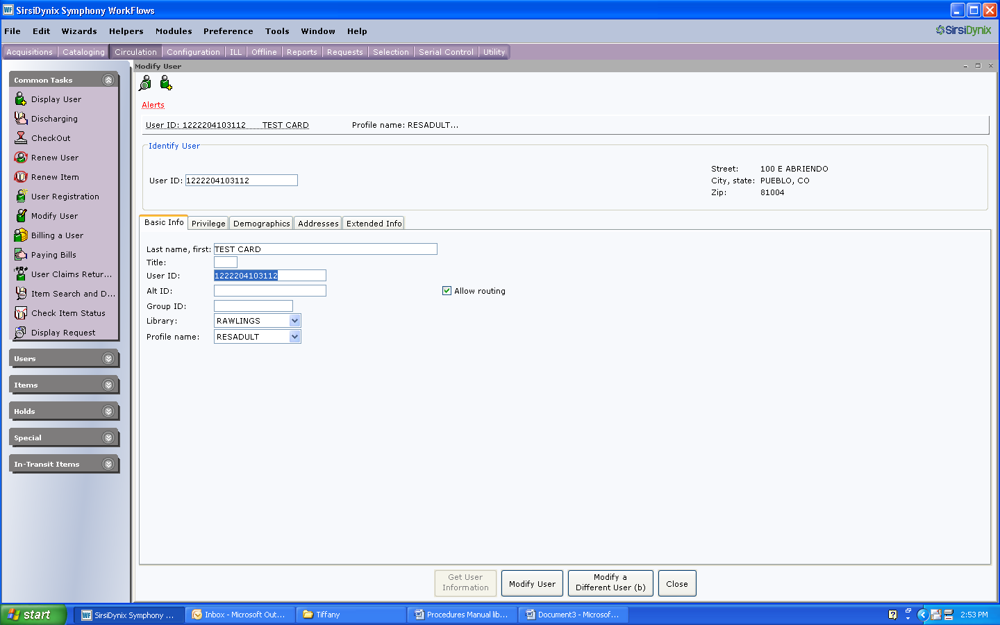 WF SirsiDynix Symphony WorkFlows
File Edit Wizards Helpers Modules Preference Tools Window Help
SirsiDynix
Acquisitions Cataloging Circulation Configuration ILL Offline Reports Requests Selection Serial Control Utility
Modify User
Common Tasks
Display User
Discharging
CheckOut
Renew User
Renew Item
User Registration
Modify User
Billing a User
Paying Bills
User Claims Retur...
Item Search and D...
Check Item Status
Display Request
Users
Items
Holds
Special
In-Transit Items
Alerts
User ID: 1222204103112 TEST CARD Profile name: RESADULT...
Identify User
User ID: 1222204103112
Street: 100 E ABRIENDO
City, state: PUEBLO, CO
Zip: 81004
Basic Info Privilege Demographics Addresses Extended Info
Last name, first: TEST CARD
Title:
User ID: 1222204103112
Alt ID:
Allow routing
Group ID:
Library: RAWLINGS
Profile name: RESADULT
Get User
Information
Modify User
Modify a
Different User (b)
Close
start WF SirsiDynix Symphony ... Inbox - Microsoft Out... Tiffany Procedures Manual lib... Document3 - Microsof... 2:53 PM